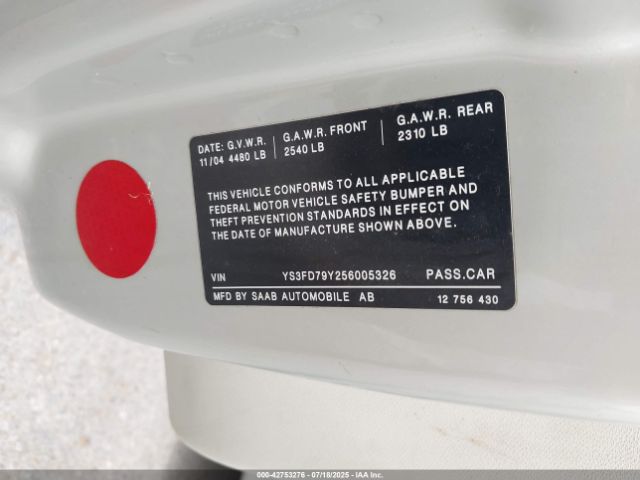 DATE: G.V.W.R. G.A.W.R. FRONT G.A.W.R. REAR
11/04 4480 LB 2540 LB 2310 LB
THIS VEHICLE CONFORMS TO ALL APPLICABLE
FEDERAL MOTOR VEHICLE SAFETY BUMPER AND
THEFT PREVENTION STANDARDS IN EFFECT ON
THE DATE OF MANUFACTURE SHOWN ABOVE.
VIN YS3FD79Y256005326 PASS.CAR
MFD BY SAAB AUTOMOBILE AB 12 756 430
000-42753276 - 07/18/2025 - IAA Inc.